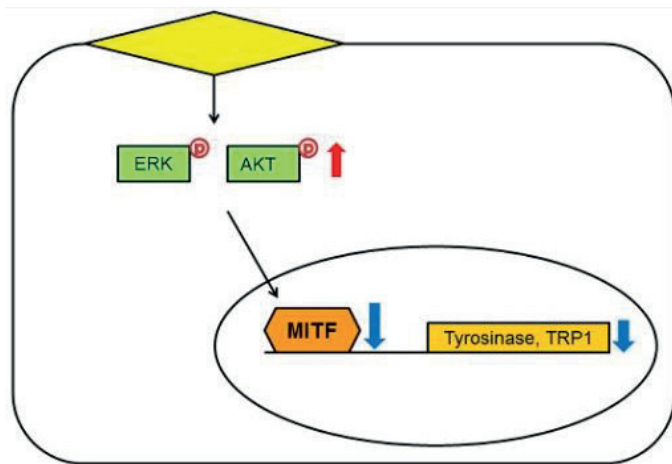 ERK
p
AKT
p
MITF
Tyrosinase, TRP1